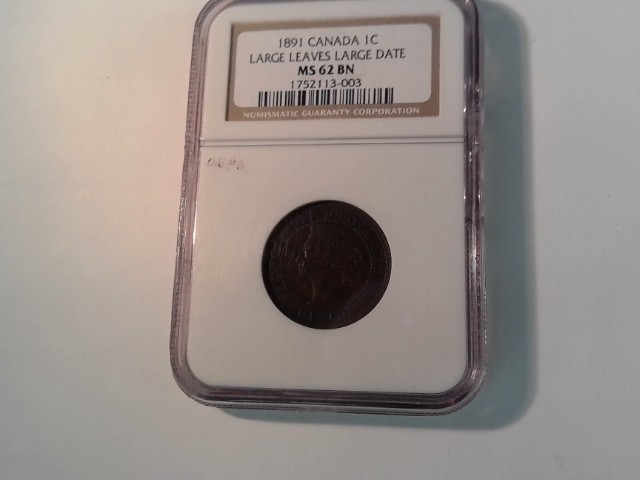 1891 CANADA 1C
LARGE LEAVES LARGE DATE
MS 62 BN
1752113-003
NUMISMATIC GUARANTY CORPORATION